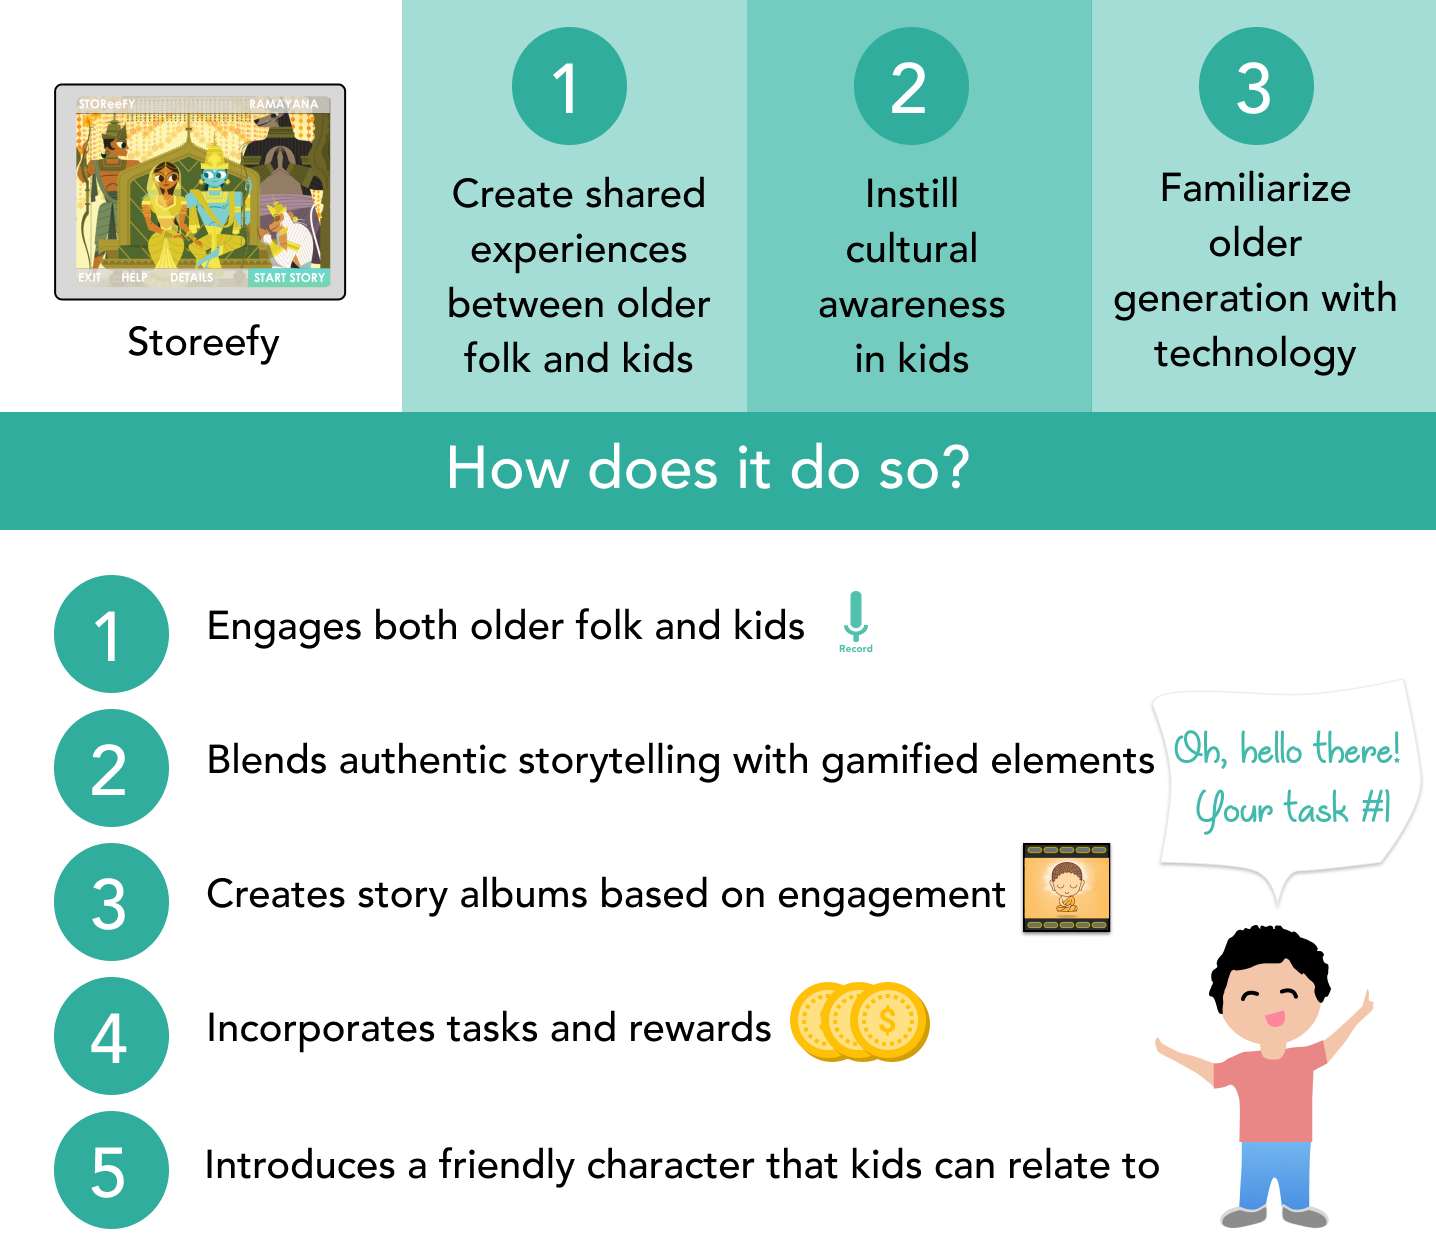 STOReeFY RAMAYANA
EXIT HELP DETAILS START STORY
Storeefy
1
Create shared
experiences
between older
folk and kids
2
Instill
cultural
awareness
in kids
3
Familiarize
older
generation with
technology
How does it do so?
1 Engages both older folk and kids
Record
2 Blends authentic storytelling with gamified elements
Oh, hello there!
Your task #1
3 Creates story albums based on engagement
4 Incorporates tasks and rewards
$
5 Introduces a friendly character that kids can relate to